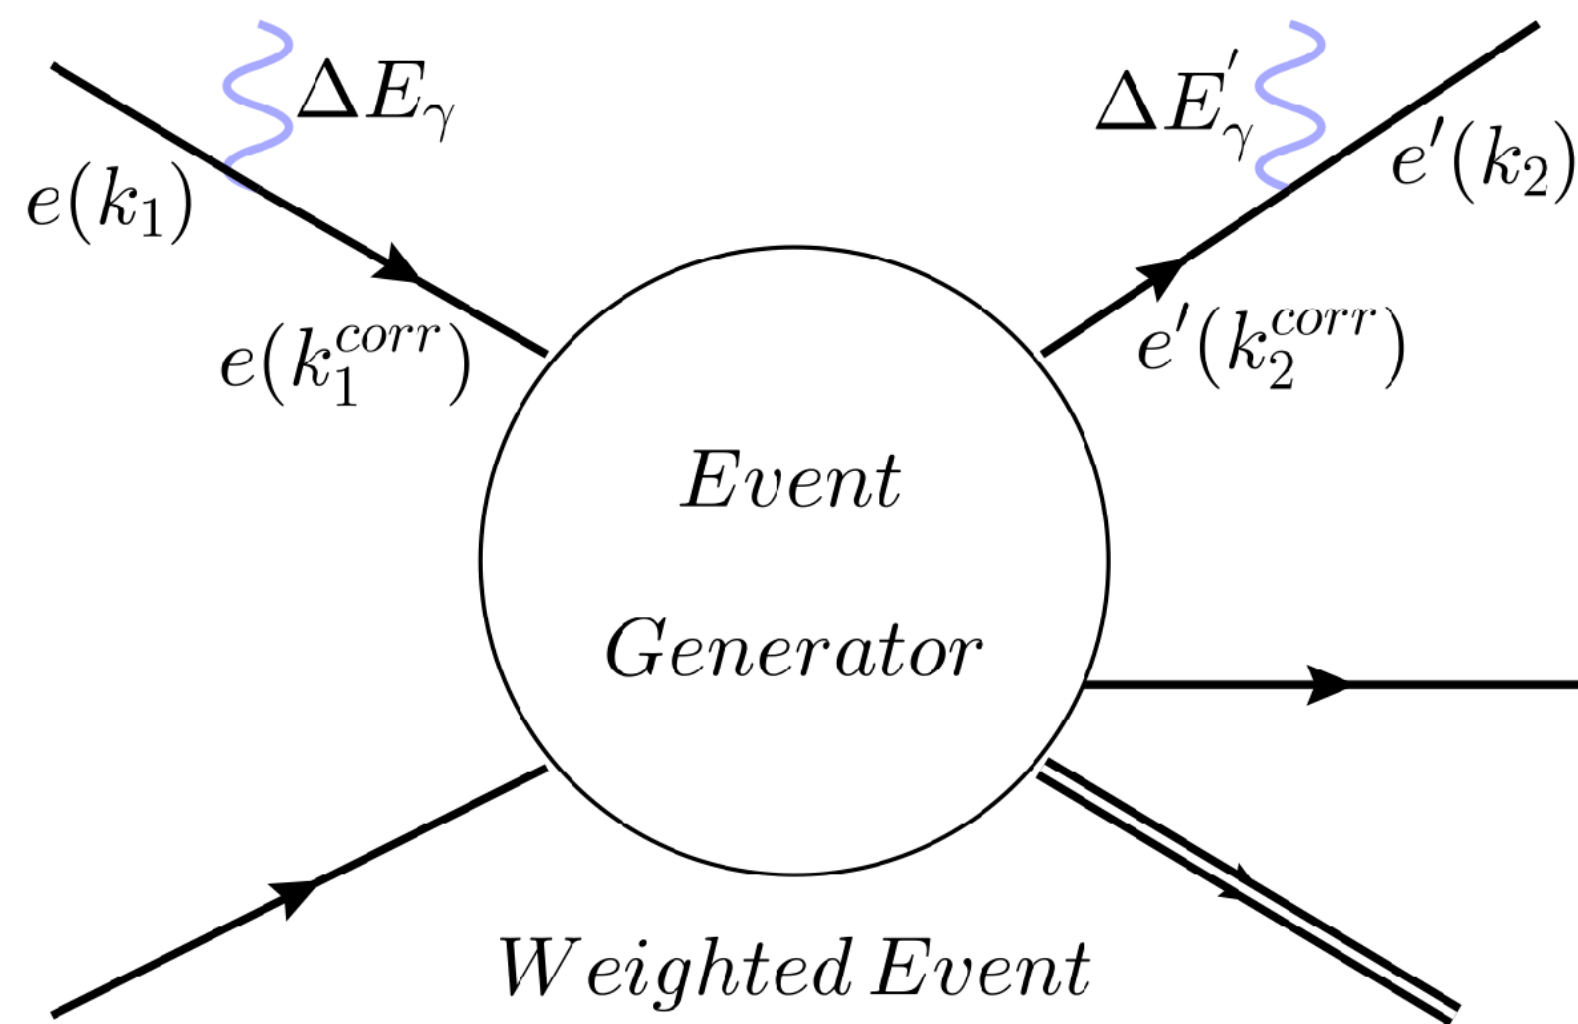 ΔE_γ
ΔE'_γ
e(k_1)
e'(k_2)
e(k_1^{corr})
e'(k_2^{corr})
Event
Generator
Weighted Event